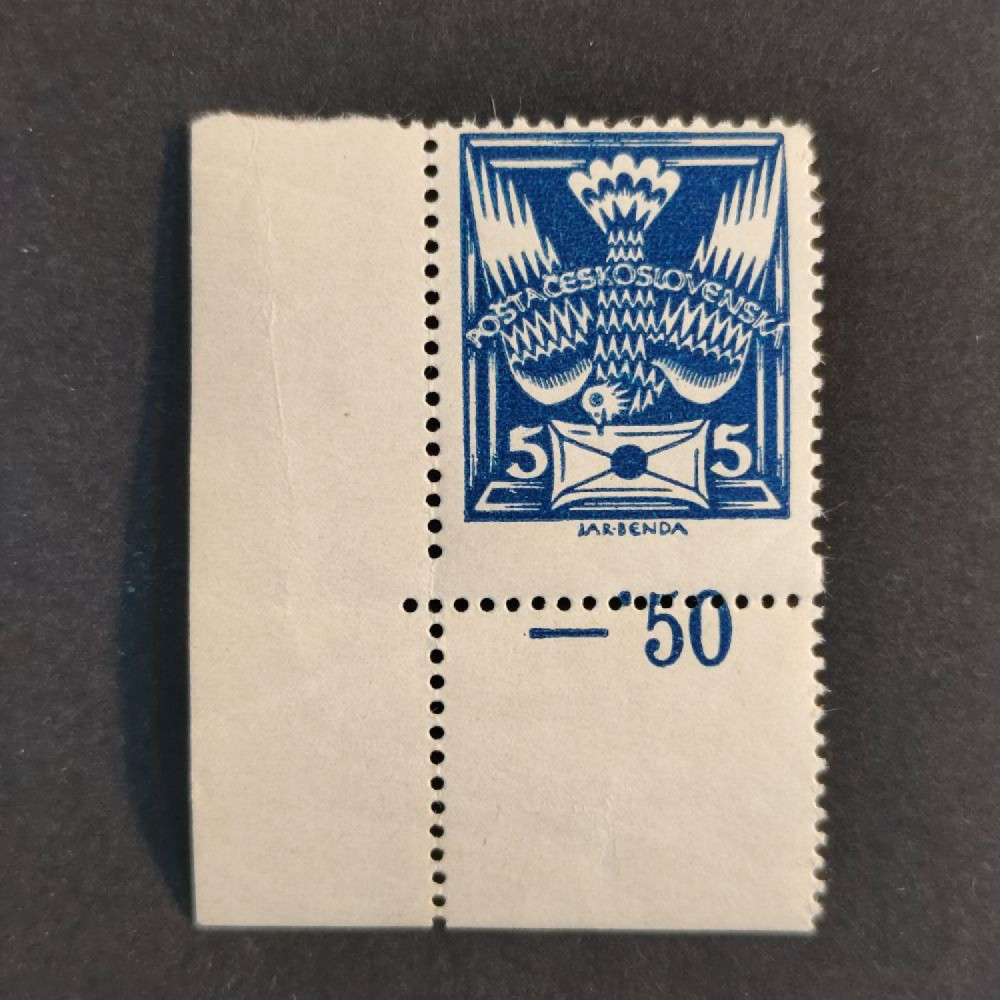 POŠTA ČESKOSLOVENSKÁ
5 5
JAR·BENDA
— 50